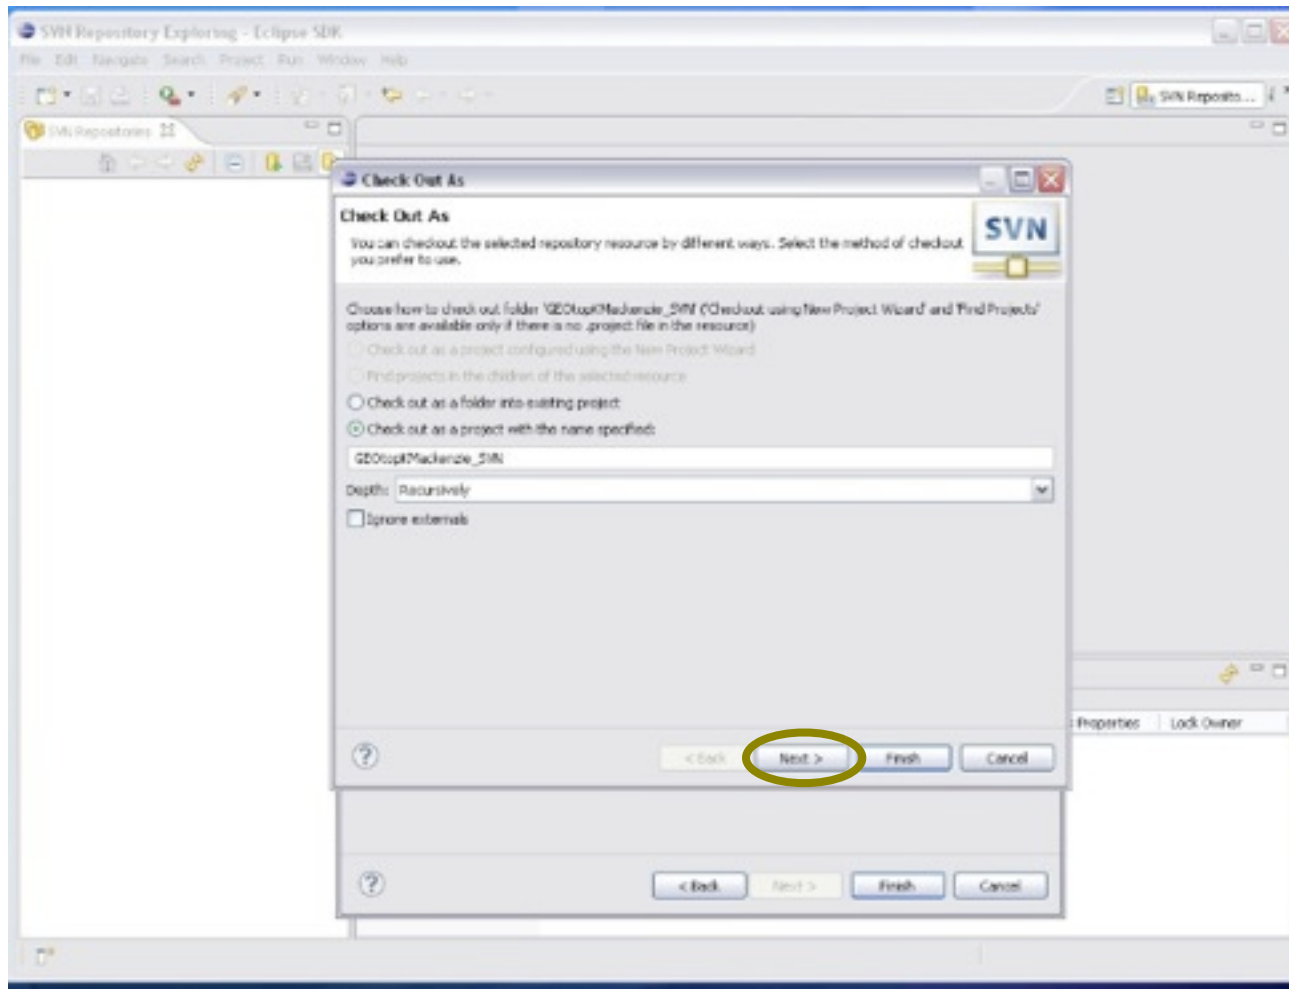 SVN Repository Exploring - Eclipse SDK
File Edit Navigate Search Project Run Window Help
SVN Reposito...
SVN Repositories
Check Out As
Check Out As
SVN
You can checkout the selected repository resource by different ways. Select the method of checkout
you prefer to use.
Choose how to check out folder 'GEOtop/Mackenzie_SVN' ('Checkout using New Project Wizard' and 'Find Projects'
options are available only if there is no .project file in the resource)
Check out as a project configured using the New Project Wizard
Find projects in the children of the selected resource
Check out as a folder into existing project
Check out as a project with the name specified:
Depth: Recursively
Ignore externals
Properties Lock Owner
< Back Next > Finish Cancel
< Back Next > Finish Cancel